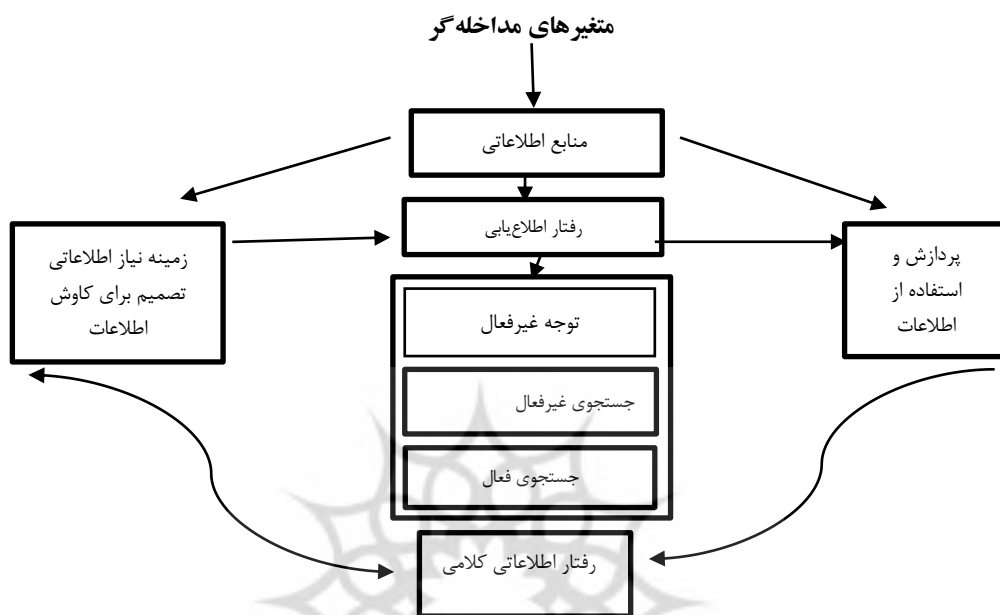 متغیرهای مداخله‌گر
منابع اطلاعاتی
رفتار اطلاع‌یابی
زمینه نیاز اطلاعاتی
تصمیم برای کاوش
اطلاعات
پردازش و
استفاده از
اطلاعات
توجه غیرفعال
جستجوی غیرفعال
جستجوی فعال
رفتار اطلاعاتی کلامی